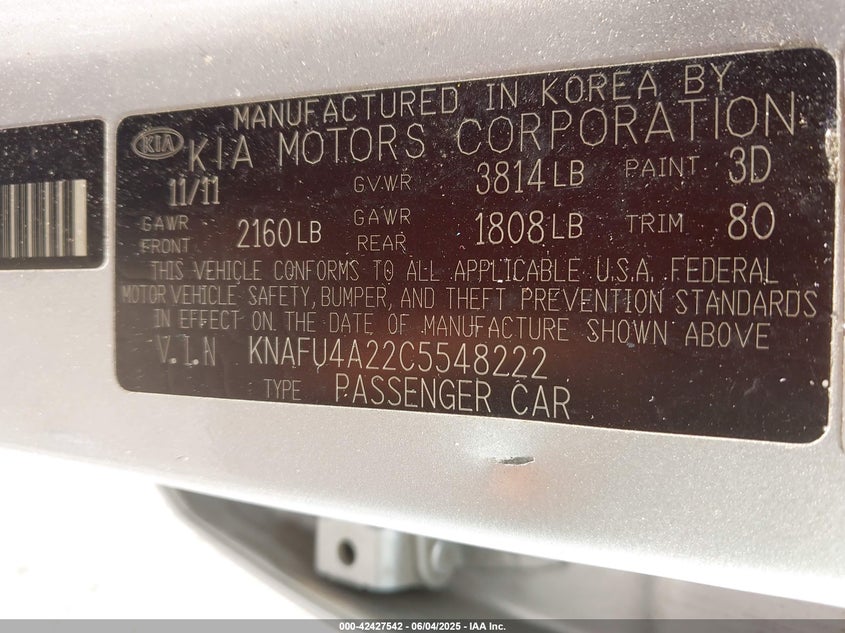 MANUFACTURED IN KOREA BY
KIA KIA MOTORS CORPORATION
11/11 GVWR 3814 LB PAINT 3D
GAWR FRONT 2160 LB GAWR REAR 1808 LB TRIM 80
THIS VEHICLE CONFORMS TO ALL APPLICABLE U.S.A. FEDERAL
MOTOR VEHICLE SAFETY, BUMPER, AND THEFT PREVENTION STANDARDS
IN EFFECT ON THE DATE OF MANUFACTURE SHOWN ABOVE
V.I.N KNAFU4A22C5548222
TYPE PASSENGER CAR
000-42427542 | 06/04/2025 - IAA Inc.